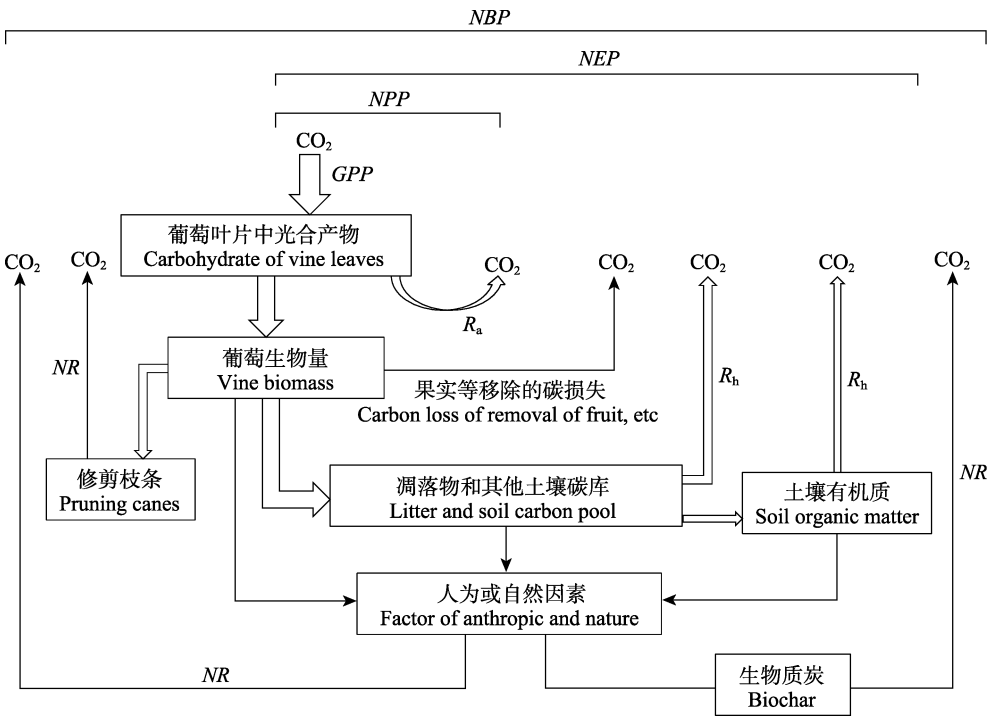 NBP
NEP
NPP
CO₂
GPP
葡萄叶片中光合产物
Carbohydrate of vine leaves
CO₂
CO₂
CO₂
CO₂
CO₂
CO₂
CO₂
Rₐ
葡萄生物量
Vine biomass
NR
果实等移除的碳损失
Carbon loss of removal of fruit, etc
Rₕ
Rₕ
修剪枝条
Pruning canes
凋落物和其他土壤碳库
Litter and soil carbon pool
土壤有机质
Soil organic matter
NR
人为或自然因素
Factor of anthropic and nature
NR
生物质炭
Biochar